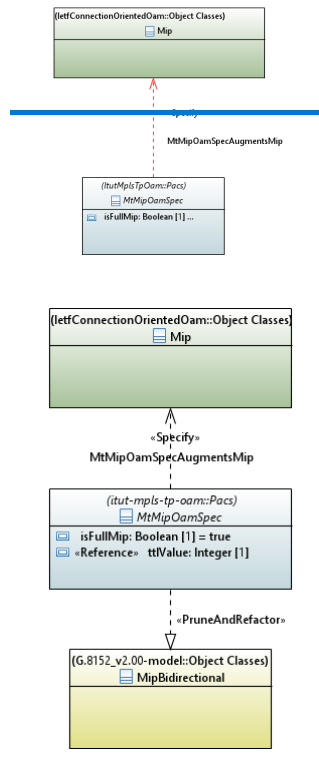 (IetfConnectionOrientedOam::Object Classes)
Mip
«Specify»
MtMipOamSpecAugmentsMip
(ItutMplsTpOam::Pacs)
MtMipOamSpec
isFullMip: Boolean [1] ...
(IetfConnectionOrientedOam::Object Classes)
Mip
«Specify»
MtMipOamSpecAugmentsMip
(itut-mpls-tp-oam::Pacs)
MtMipOamSpec
isFullMip: Boolean [1] = true
«Reference» ttlValue: Integer [1]
«PruneAndRefactor»
(G.8152_v2.00-model::Object Classes)
MipBidirectional